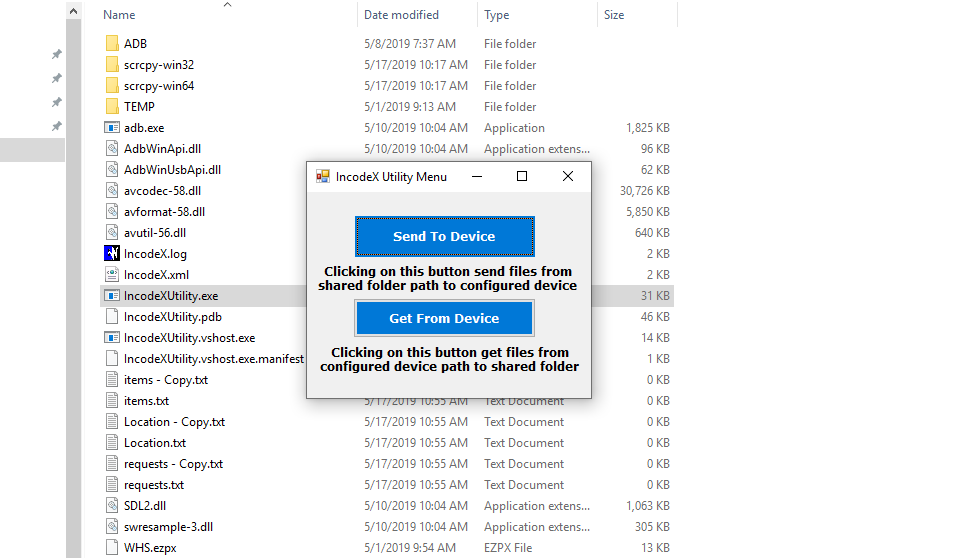 Name Date modified Type Size
ADB 5/8/2019 7:37 AM File folder
scrcpy-win32 5/17/2019 10:17 AM File folder
scrcpy-win64 5/17/2019 10:17 AM File folder
TEMP 5/1/2019 9:13 AM File folder
adb.exe 5/10/2019 10:04 AM Application 1,825 KB
AdbWinApi.dll 5/10/2019 10:04 AM Application extens... 96 KB
AdbWinUsbApi.dll 62 KB
avcodec-58.dll 30,726 KB
avformat-58.dll 5,850 KB
avutil-56.dll 640 KB
IncodeX.log 2 KB
IncodeX.xml 2 KB
IncodeXUtility.exe 31 KB
IncodeXUtility.pdb 46 KB
IncodeXUtility.vshost.exe 14 KB
IncodeXUtility.vshost.exe.manifest 1 KB
items - Copy.txt 0 KB
items.txt 5/17/2019 10:55 AM Text Document 0 KB
Location - Copy.txt 5/17/2019 10:55 AM Text Document 0 KB
Location.txt 5/17/2019 10:55 AM Text Document 0 KB
requests - Copy.txt 5/17/2019 10:55 AM Text Document 0 KB
requests.txt 5/17/2019 10:55 AM Text Document 0 KB
SDL2.dll 5/10/2019 10:04 AM Application extens... 1,063 KB
swresample-3.dll 5/10/2019 10:04 AM Application extens... 305 KB
WHS.ezpx 5/1/2019 9:54 AM EZPX File 13 KB
IncodeX Utility Menu
Send To Device
Clicking on this button send files from
shared folder path to configured device
Get From Device
Clicking on this button get files from
configured device path to shared folder